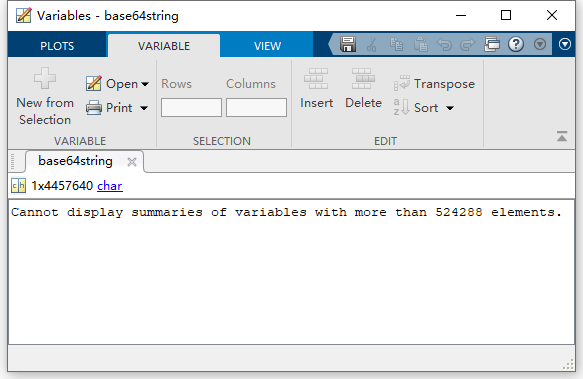 Variables - base64string
PLOTS VARIABLE VIEW
New from Selection
Open
Print
VARIABLE
Rows Columns
SELECTION
Insert Delete
Transpose
Sort
EDIT
base64string
1x4457640 char
Cannot display summaries of variables with more than 524288 elements.